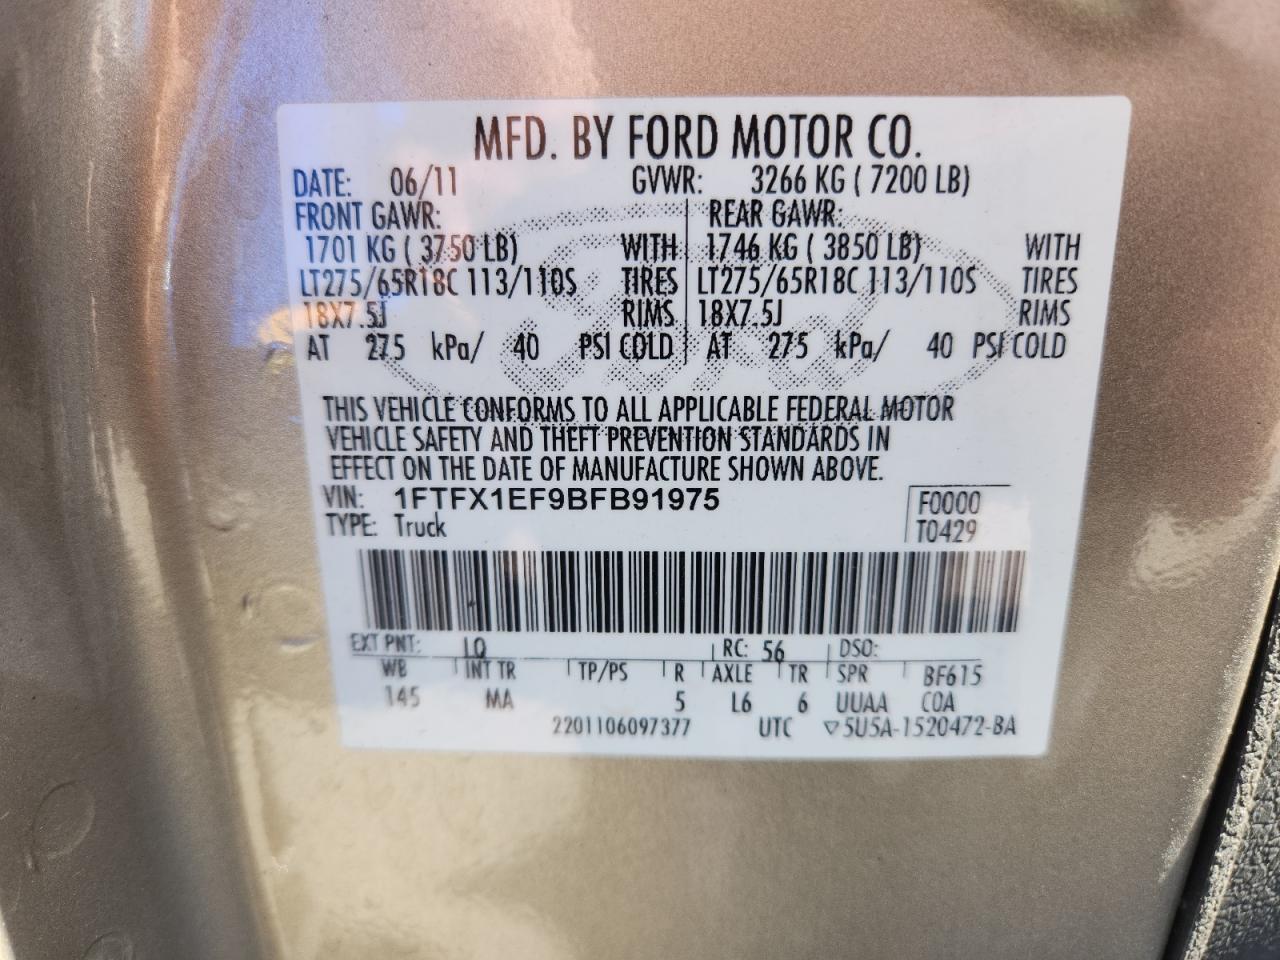 MFD. BY FORD MOTOR CO.
DATE: 06/11 GVWR: 3266 KG ( 7200 LB)
FRONT GAWR: REAR GAWR:
1701 KG ( 3750 LB) WITH 1746 KG ( 3850 LB) WITH
LT275/65R18C 113/110S TIRES LT275/65R18C 113/110S TIRES
18X7.5J RIMS 18X7.5J RIMS
AT 275 kPa/ 40 PSI COLD AT 275 kPa/ 40 PSI COLD
THIS VEHICLE CONFORMS TO ALL APPLICABLE FEDERAL MOTOR
VEHICLE SAFETY AND THEFT PREVENTION STANDARDS IN
EFFECT ON THE DATE OF MANUFACTURE SHOWN ABOVE.
VIN: 1FTFX1EF9BFB91975 F0000
TYPE: Truck T0429
EXT PNT: LQ RC: 56 DSO:
WB INT TR TP/PS R AXLE TR SPR BF615
145 MA 5 L6 6 UUAA COA
2201106097377 UTC ▽5U5A-1520472-BA